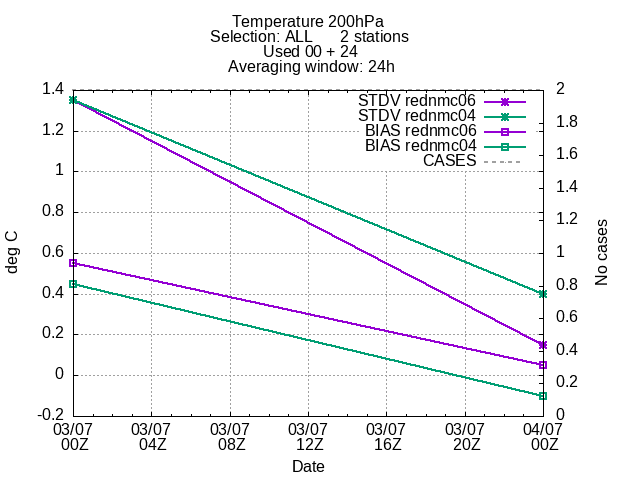 Temperature 200hPa
Selection: ALL 2 stations
Used 00 + 24
Averaging window: 24h
STDV rednmc06
STDV rednmc04
BIAS rednmc06
BIAS rednmc04
CASES
deg C
1.4
1.2
1
0.8
0.6
0.4
0.2
0
-0.2
2
1.8
1.6
1.4
1.2
1
0.8
0.6
0.4
0.2
0
No cases
03/07 03/07 03/07 03/07 03/07 03/07 04/07
00Z 04Z 08Z 12Z 16Z 20Z 00Z
Date